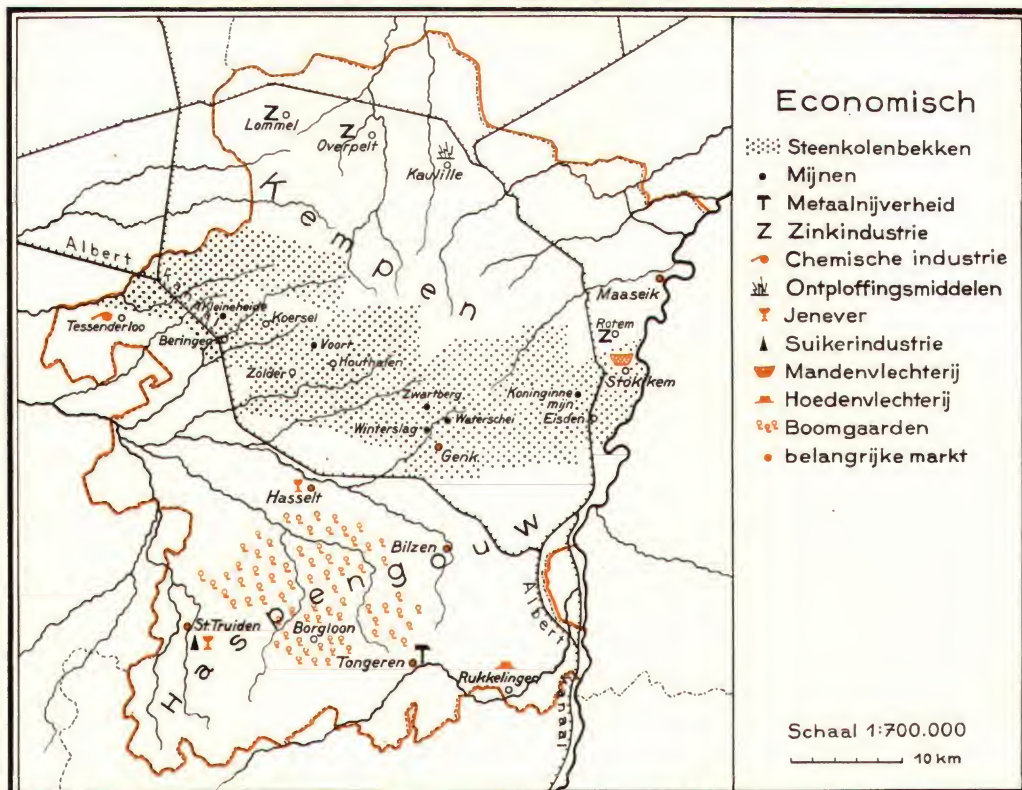 Economisch
Steenkolenbekken
Mijnen
Metaalnijverheid
Z Zinkindustrie
Chemische industrie
Ontploffingsmiddelen
Jenever
Suikerindustrie
Mandenvlechterij
Hoedenvlechterij
Boomgaarden
belangrijke markt
Schaal 1:700.000
10 km
Z
Lommel
Z
Overpelt
Kaulille
Kempen
Albert Kanaal
Maaseik
Tessenderloo
Kleineheide
Koersel
Beringen
Voort
Houthalen
Zolder
Z
Rotem
Stokkem
Zwartberg
Koninginne
mijn
Waterschei
Eisden
Winterslag
Genk
Hasselt
Bilzen
Haspengouw
Albert Kanaal
St.Truiden
Borgloon
Tongeren
Rukkelingen